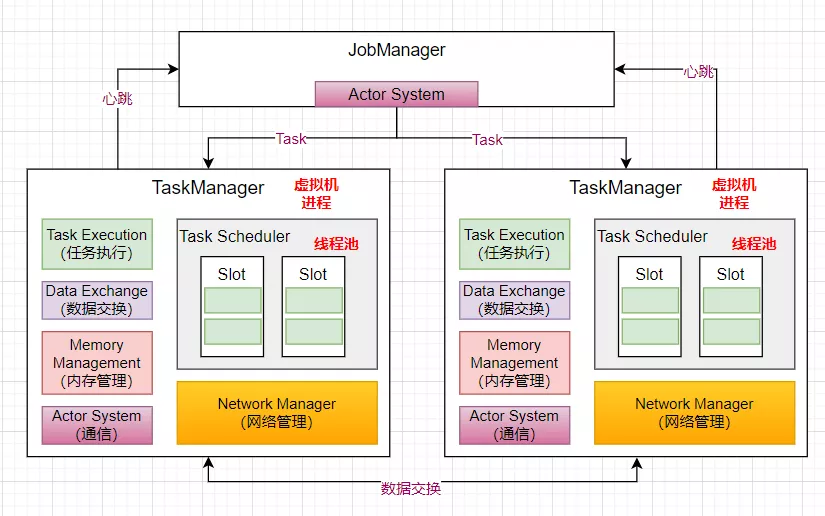 JobManager
Actor System
心跳
心跳
Task
Task
TaskManager
虚拟机
进程
Task Execution
(任务执行)
Data Exchange
(数据交换)
Memory
Management
(内存管理)
Actor System
(通信)
Task Scheduler
线程池
Slot
Slot
Network Manager
(网络管理)
TaskManager
虚拟机
进程
Task Execution
(任务执行)
Data Exchange
(数据交换)
Memory
Management
(内存管理)
Actor System
(通信)
Task Scheduler
线程池
Slot
Slot
Network Manager
(网络管理)
数据交换